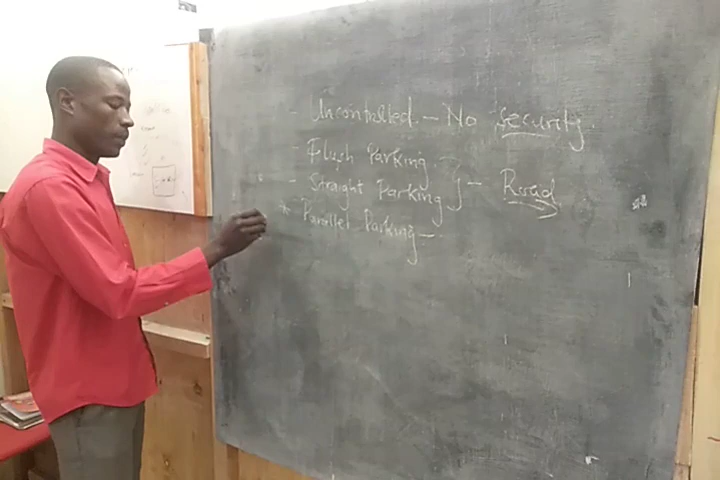 - Uncontrolled. - No security.
- Flush Parking
- Straight Parking } - Road
* Parallel Parking -